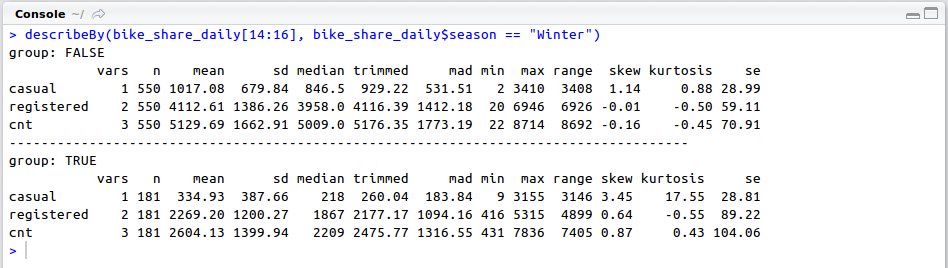 Console ~/
> describeBy(bike_share_daily[14:16], bike_share_daily$season == "Winter")
group: FALSE
           vars   n    mean      sd median trimmed     mad min  max range  skew kurtosis    se
casual        1 550 1017.08  679.84  846.5  929.22  531.51   2 3410  3408  1.14     0.88 28.99
registered    2 550 4112.61 1386.26 3958.0 4116.39 1412.18  20 6946  6926 -0.01    -0.50 59.11
cnt           3 550 5129.69 1662.91 5009.0 5176.35 1773.19  22 8714  8692 -0.16    -0.45 70.91
--------------------------------------------------------------------------------------
group: TRUE
           vars   n    mean      sd median trimmed     mad min  max range skew kurtosis     se
casual        1 181  334.93  387.66    218  260.04  183.84   9 3155  3146 3.45    17.55  28.81
registered    2 181 2269.20 1200.27   1867 2177.17 1094.16 416 5315  4899 0.64    -0.55  89.22
cnt           3 181 2604.13 1399.94   2209 2475.77 1316.55 431 7836  7405 0.87     0.43 104.06
>